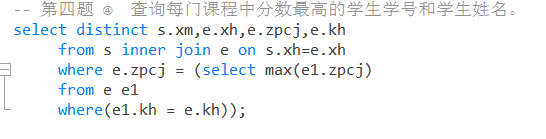 -- 第四题 ④ 查询每门课程中分数最高的学生学号和学生姓名。
select distinct s.xm,e.xh,e.zpcj,e.kh
from s inner join e on s.xh=e.xh
where e.zpcj = (select max(e1.zpcj)
from e e1
where(e1.kh = e.kh));